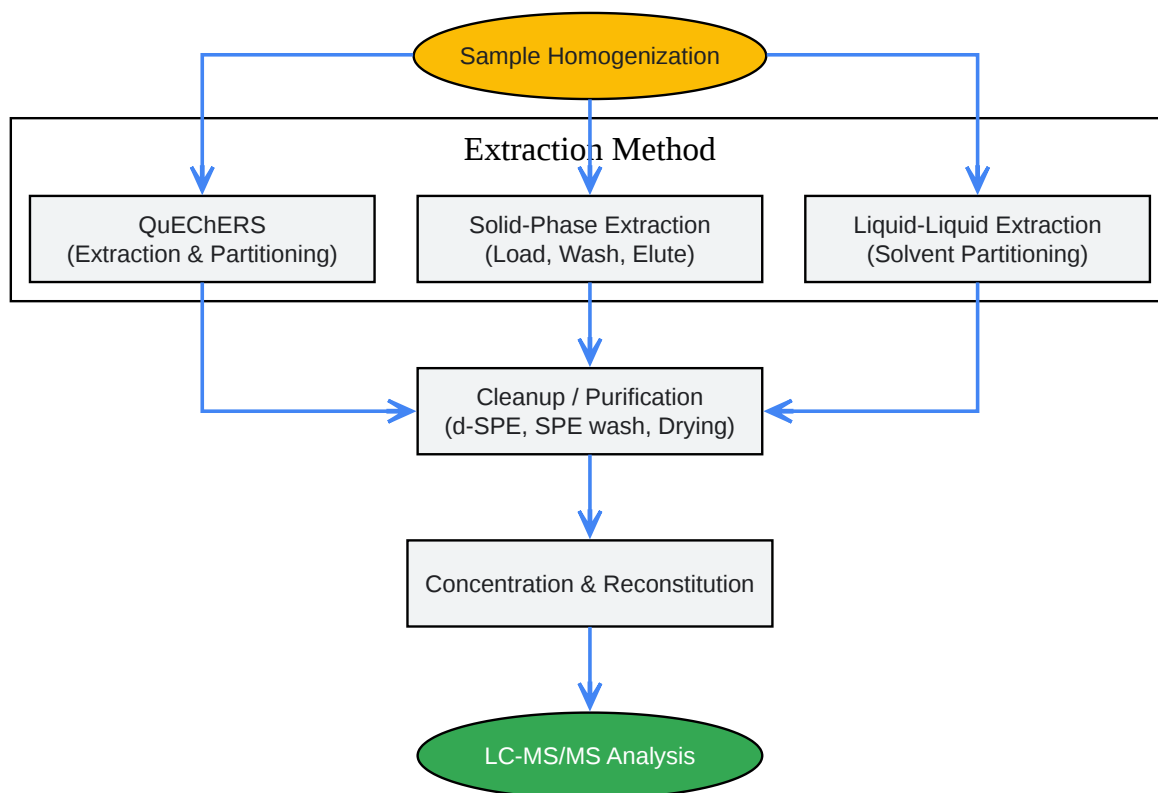 Sample Homogenization
Extraction Method
QuEChERS
(Extraction & Partitioning)
Solid-Phase Extraction
(Load, Wash, Elute)
Liquid-Liquid Extraction
(Solvent Partitioning)
Cleanup / Purification
(d-SPE, SPE wash, Drying)
Concentration & Reconstitution
LC-MS/MS Analysis